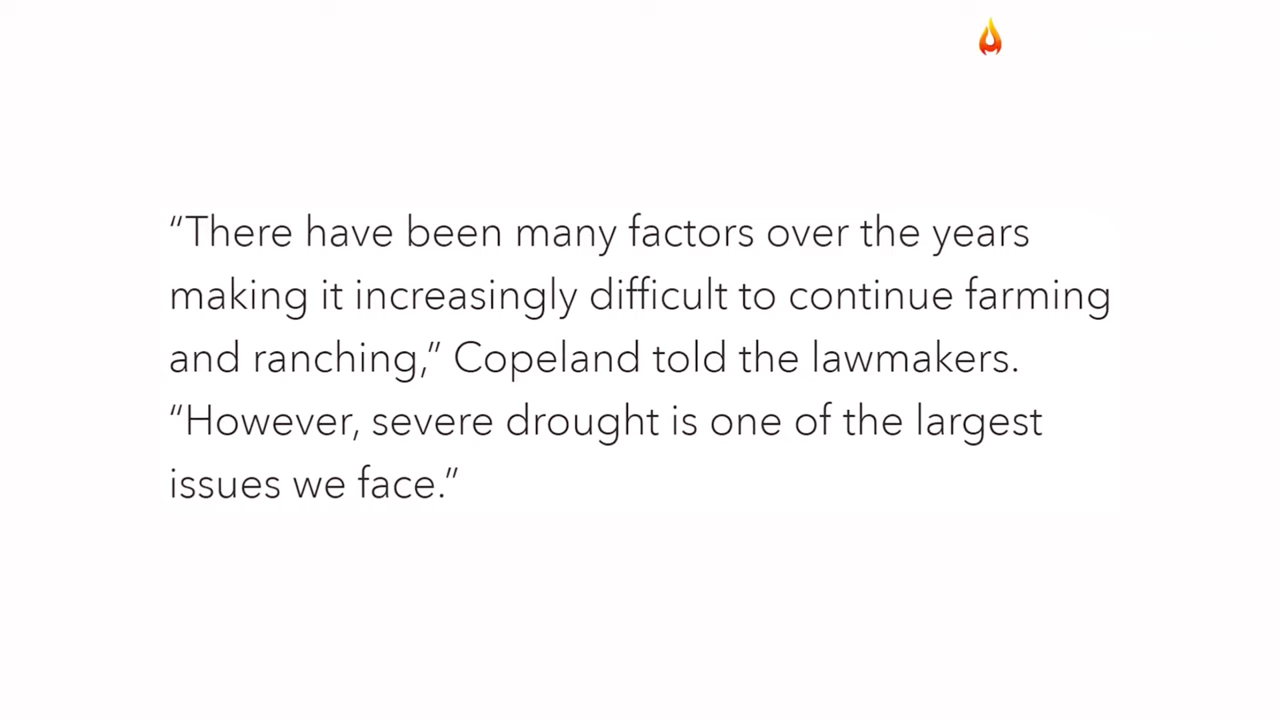 “There have been many factors over the years
making it increasingly difficult to continue farming
and ranching,” Copeland told the lawmakers.
“However, severe drought is one of the largest
issues we face.”